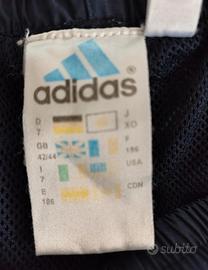 adidas
®
D J
7 XO
GB F
42/44 186
I USA
7
E CDN
186
subito